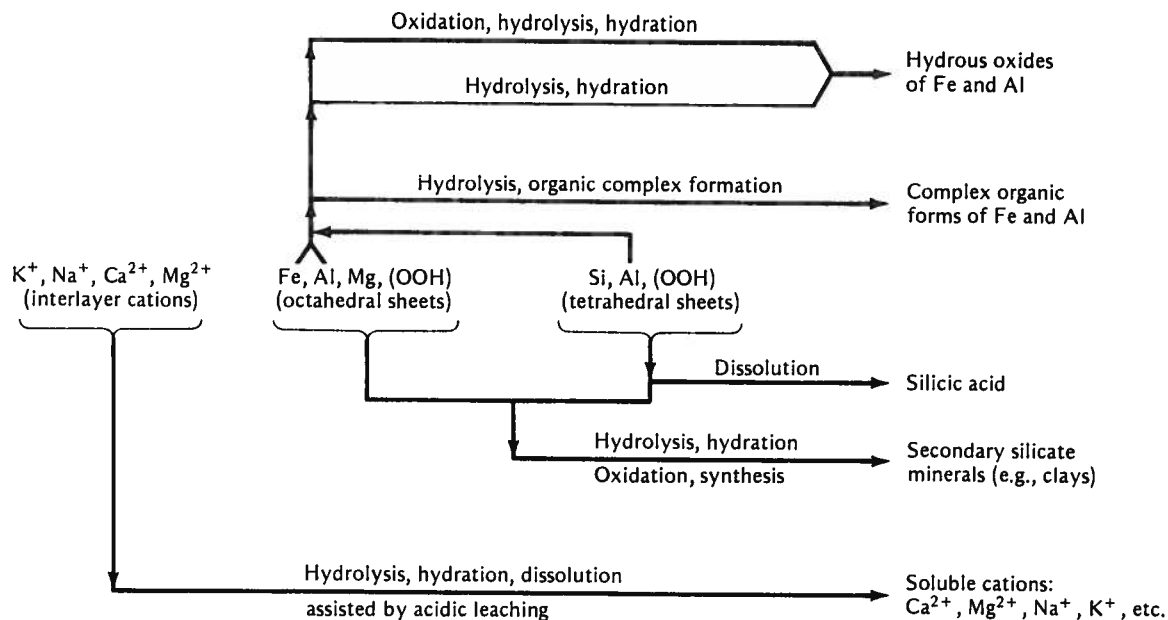 Oxidation, hydrolysis, hydration
Hydrous oxides
of Fe and Al
Hydrolysis, hydration
Hydrolysis, organic complex formation
Complex organic
forms of Fe and Al
K⁺, Na⁺, Ca²⁺, Mg²⁺
(interlayer cations)
Fe, Al, Mg, (OOH)
(octahedral sheets)
Si, Al, (OOH)
(tetrahedral sheets)
Dissolution
Silicic acid
Hydrolysis, hydration
Oxidation, synthesis
Secondary silicate
minerals (e.g., clays)
Hydrolysis, hydration, dissolution
assisted by acidic leaching
Soluble cations:
Ca²⁺, Mg²⁺, Na⁺, K⁺, etc.